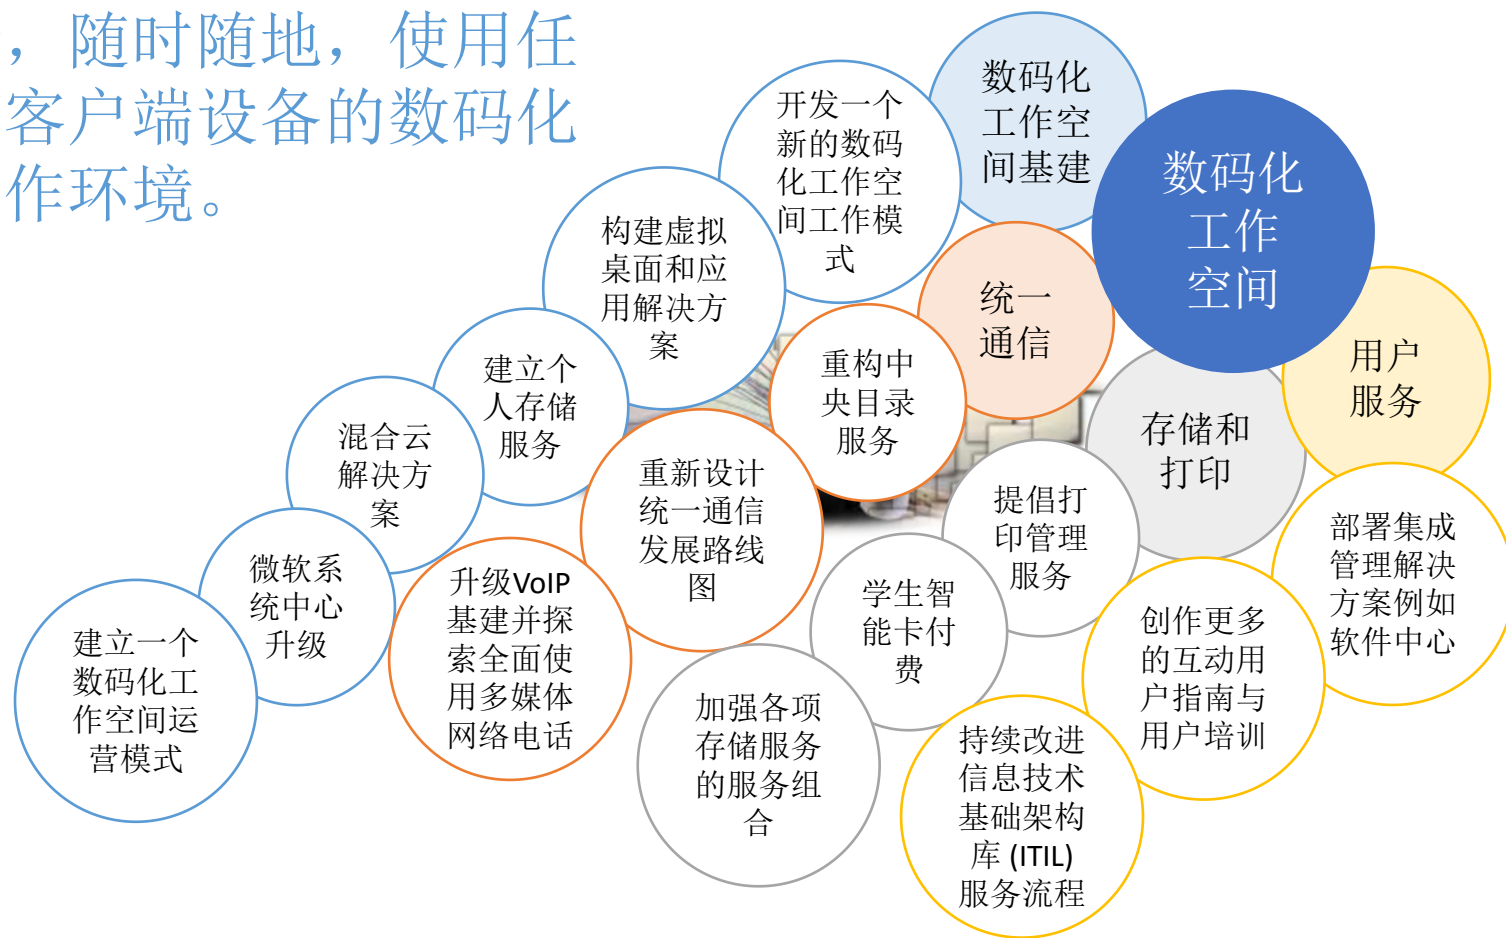 ，随时随地，使用任
客户端设备的数码化
作环境。
数码化
工作空
间基建
数码化
工作
空间
开发一个
新的数码
化工作空
间工作模
式
构建虚拟
桌面和应
用解决方
案
统一
通信
用户
服务
建立个
人存储
服务
重构中
央目录
服务
存储和
打印
混合云
解决方
案
重新设计
统一通信
发展路线
图
提倡打
印管理
服务
部署集成
管理解决
方案例如
软件中心
微软系
统中心
升级
升级VoIP
基建并探
索全面使
用多媒体
网络电话
学生智
能卡付
费
创作更多
的互动用
户指南与
用户培训
建立一个
数码化工
作空间运
营模式
加强各项
存储服务
的服务组
合
持续改进
信息技术
基础架构
库 (ITIL)
服务流程